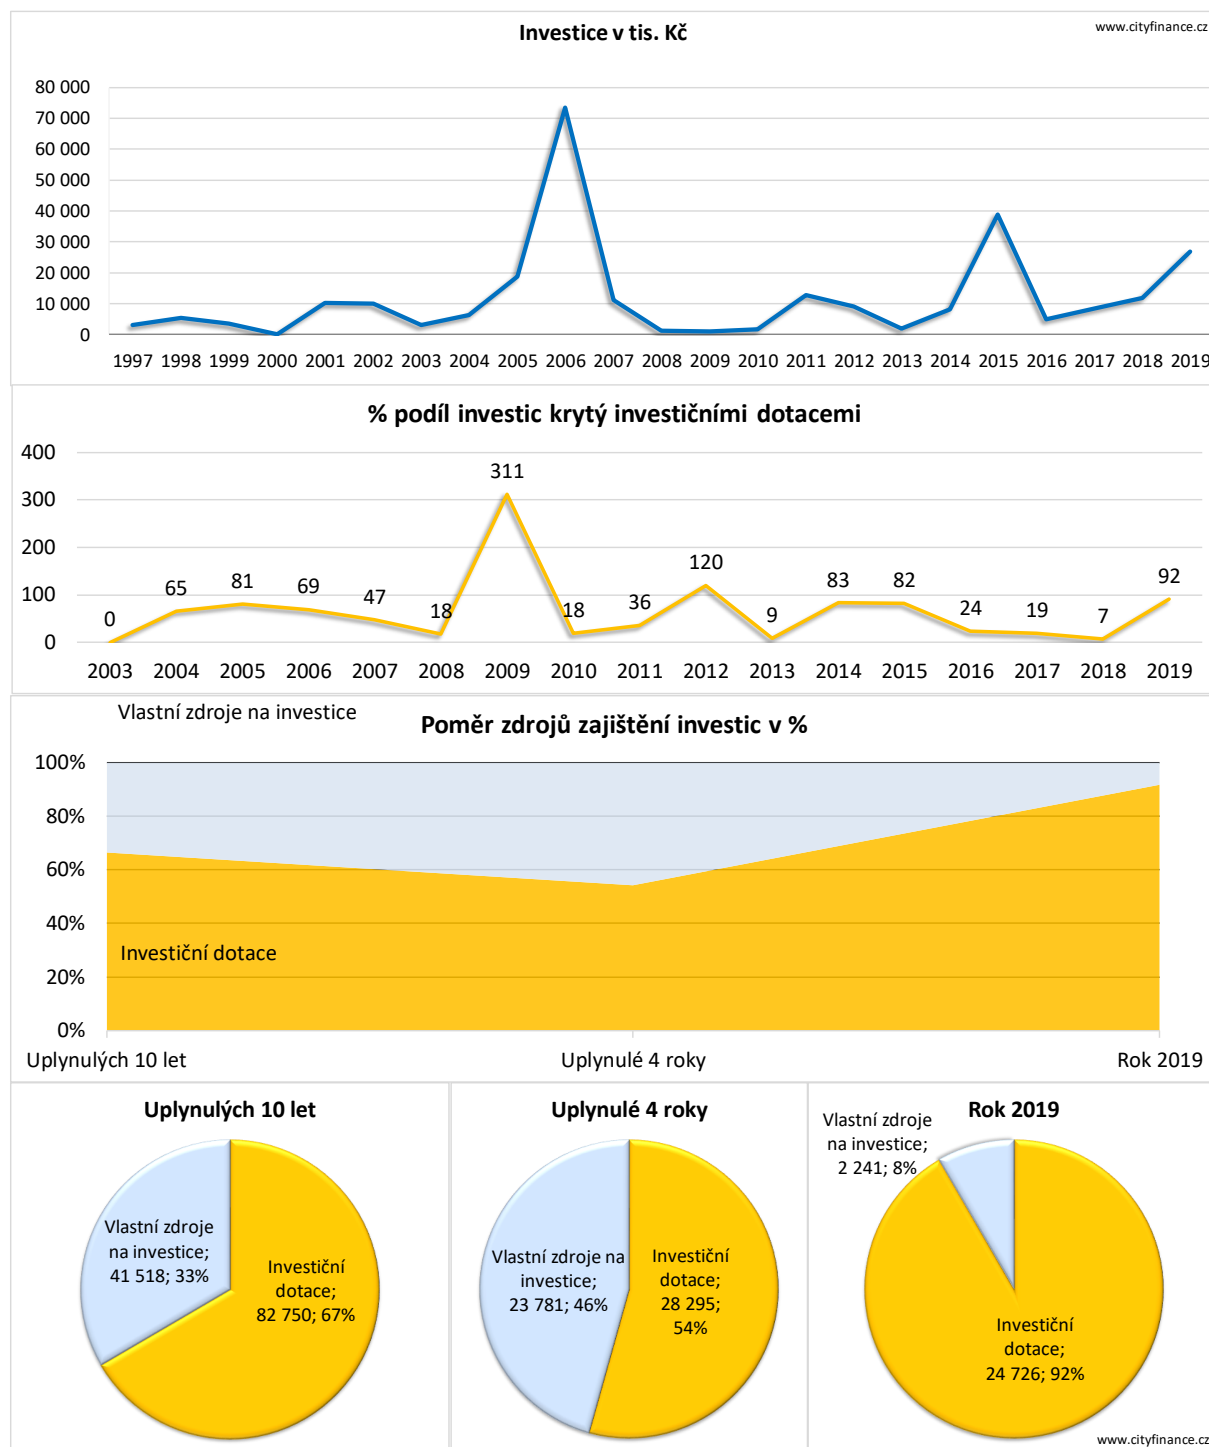 Investice v tis. Kč
www.cityfinance.cz
80 000
70 000
60 000
50 000
40 000
30 000
20 000
10 000
0
1997 1998 1999 2000 2001 2002 2003 2004 2005 2006 2007 2008 2009 2010 2011 2012 2013 2014 2015 2016 2017 2018 2019
% podíl investic krytý investičními dotacemi
400
300
200
100
0
0 65 81 69 47 18 311 18 36 120 9 83 82 24 19 7 92
2003 2004 2005 2006 2007 2008 2009 2010 2011 2012 2013 2014 2015 2016 2017 2018 2019
Vlastní zdroje na investice
Poměr zdrojů zajištění investic v %
100%
80%
60%
40%
20%
0%
Investiční dotace
Uplynulých 10 let
Uplynulé 4 roky
Rok 2019
Uplynulých 10 let
Vlastní zdroje
na investice;
41 518; 33%
Investiční
dotace;
82 750; 67%
Uplynulé 4 roky
Vlastní zdroje na
investice;
23 781; 46%
Investiční
dotace;
28 295;
54%
Rok 2019
Vlastní zdroje
na investice;
2 241; 8%
Investiční
dotace;
24 726; 92%
www.cityfinance.cz